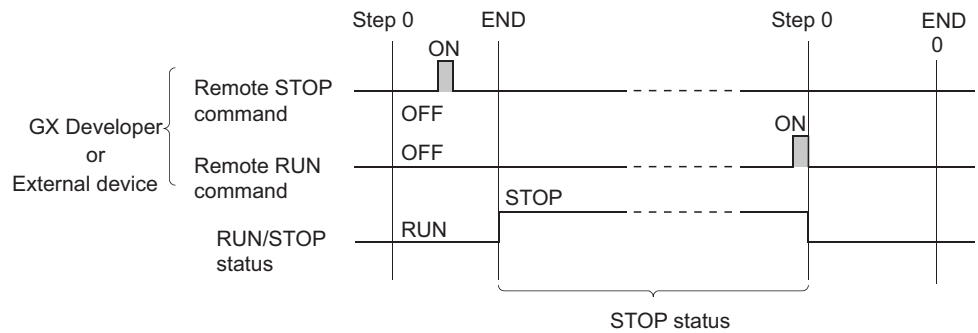 Step 0 END Step 0 END
0
ON
Remote STOP
command
OFF
GX Developer
or
External device
ON
OFF
Remote RUN
command
STOP
RUN
RUN/STOP
status
STOP status